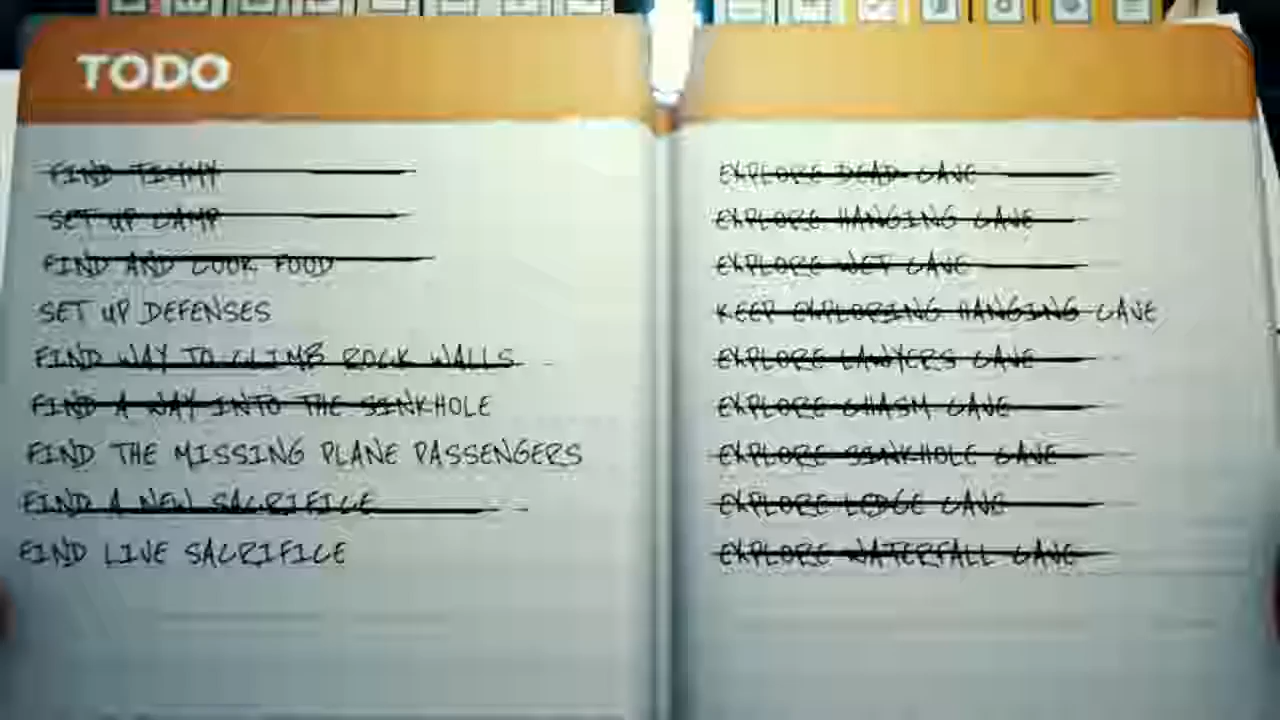 TODO
FIND TIMMY
SET UP CAMP
FIND AND COOK FOOD
SET UP DEFENSES
FIND WAY TO CLIMB ROCK WALLS
FIND A WAY INTO THE SINKHOLE
FIND THE MISSING PLANE PASSENGERS
FIND A NEW SACRIFICE
FIND LIVE SACRIFICE
EXPLORE DEAD CAVE
EXPLORE HANGING CAVE
EXPLORE WET CAVE
KEEP EXPLORING HANGING CAVE
EXPLORE LAWYERS CAVE
EXPLORE CHASM CAVE
EXPLORE SINKHOLE CAVE
EXPLORE LEDGE CAVE
EXPLORE WATERFALL CAVE